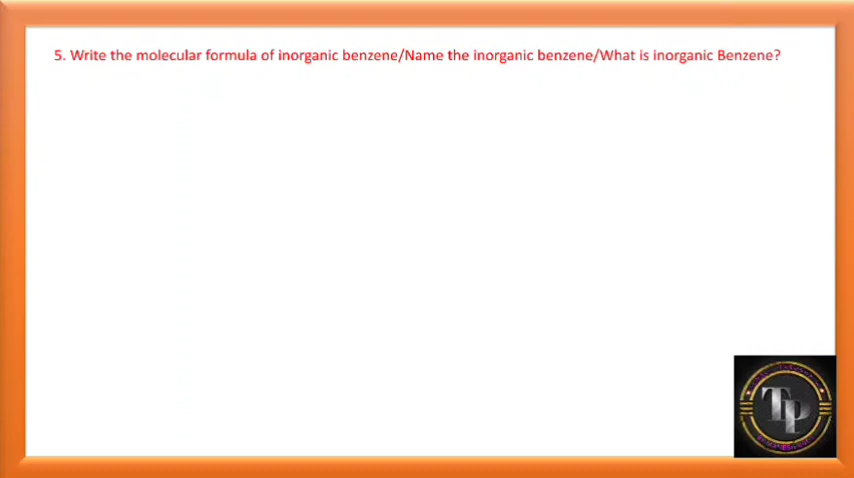 5. Write the molecular formula of inorganic benzene/Name the inorganic benzene/What is inorganic Benzene?
TP